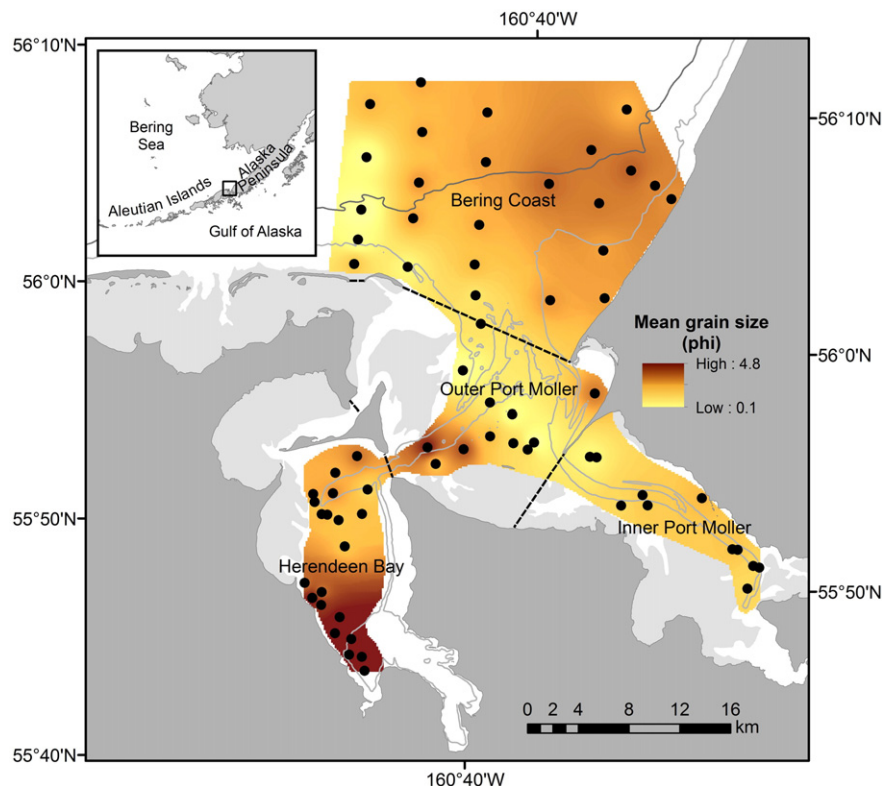 160°40'W
56°10'N
Bering
Sea
Alaska
Peninsula
Aleutian Islands
Gulf of Alaska
56°10'N
Bering Coast
56°0'N
Mean grain size
(phi)
High : 4.8
Low : 0.1
56°0'N
Outer Port Moller
55°50'N
Inner Port Moller
Herendeen Bay
55°50'N
0 2 4 8 12 16
km
55°40'N
160°40'W